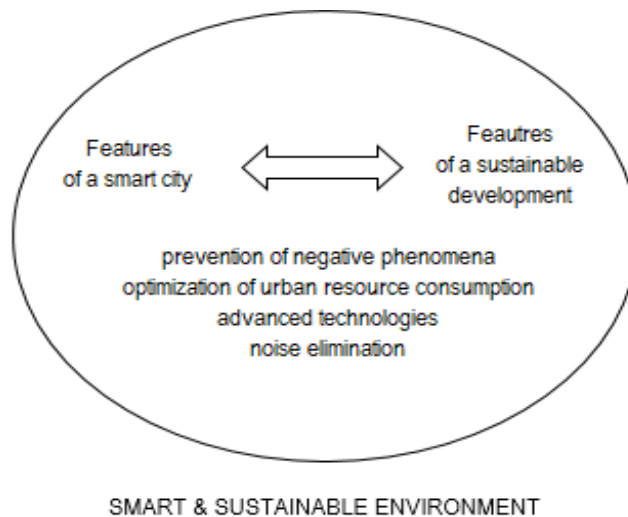 Features
of a smart city
Feautres
of a sustainable
development
prevention of negative phenomena
optimization of urban resource consumption
advanced technologies
noise elimination
SMART & SUSTAINABLE ENVIRONMENT